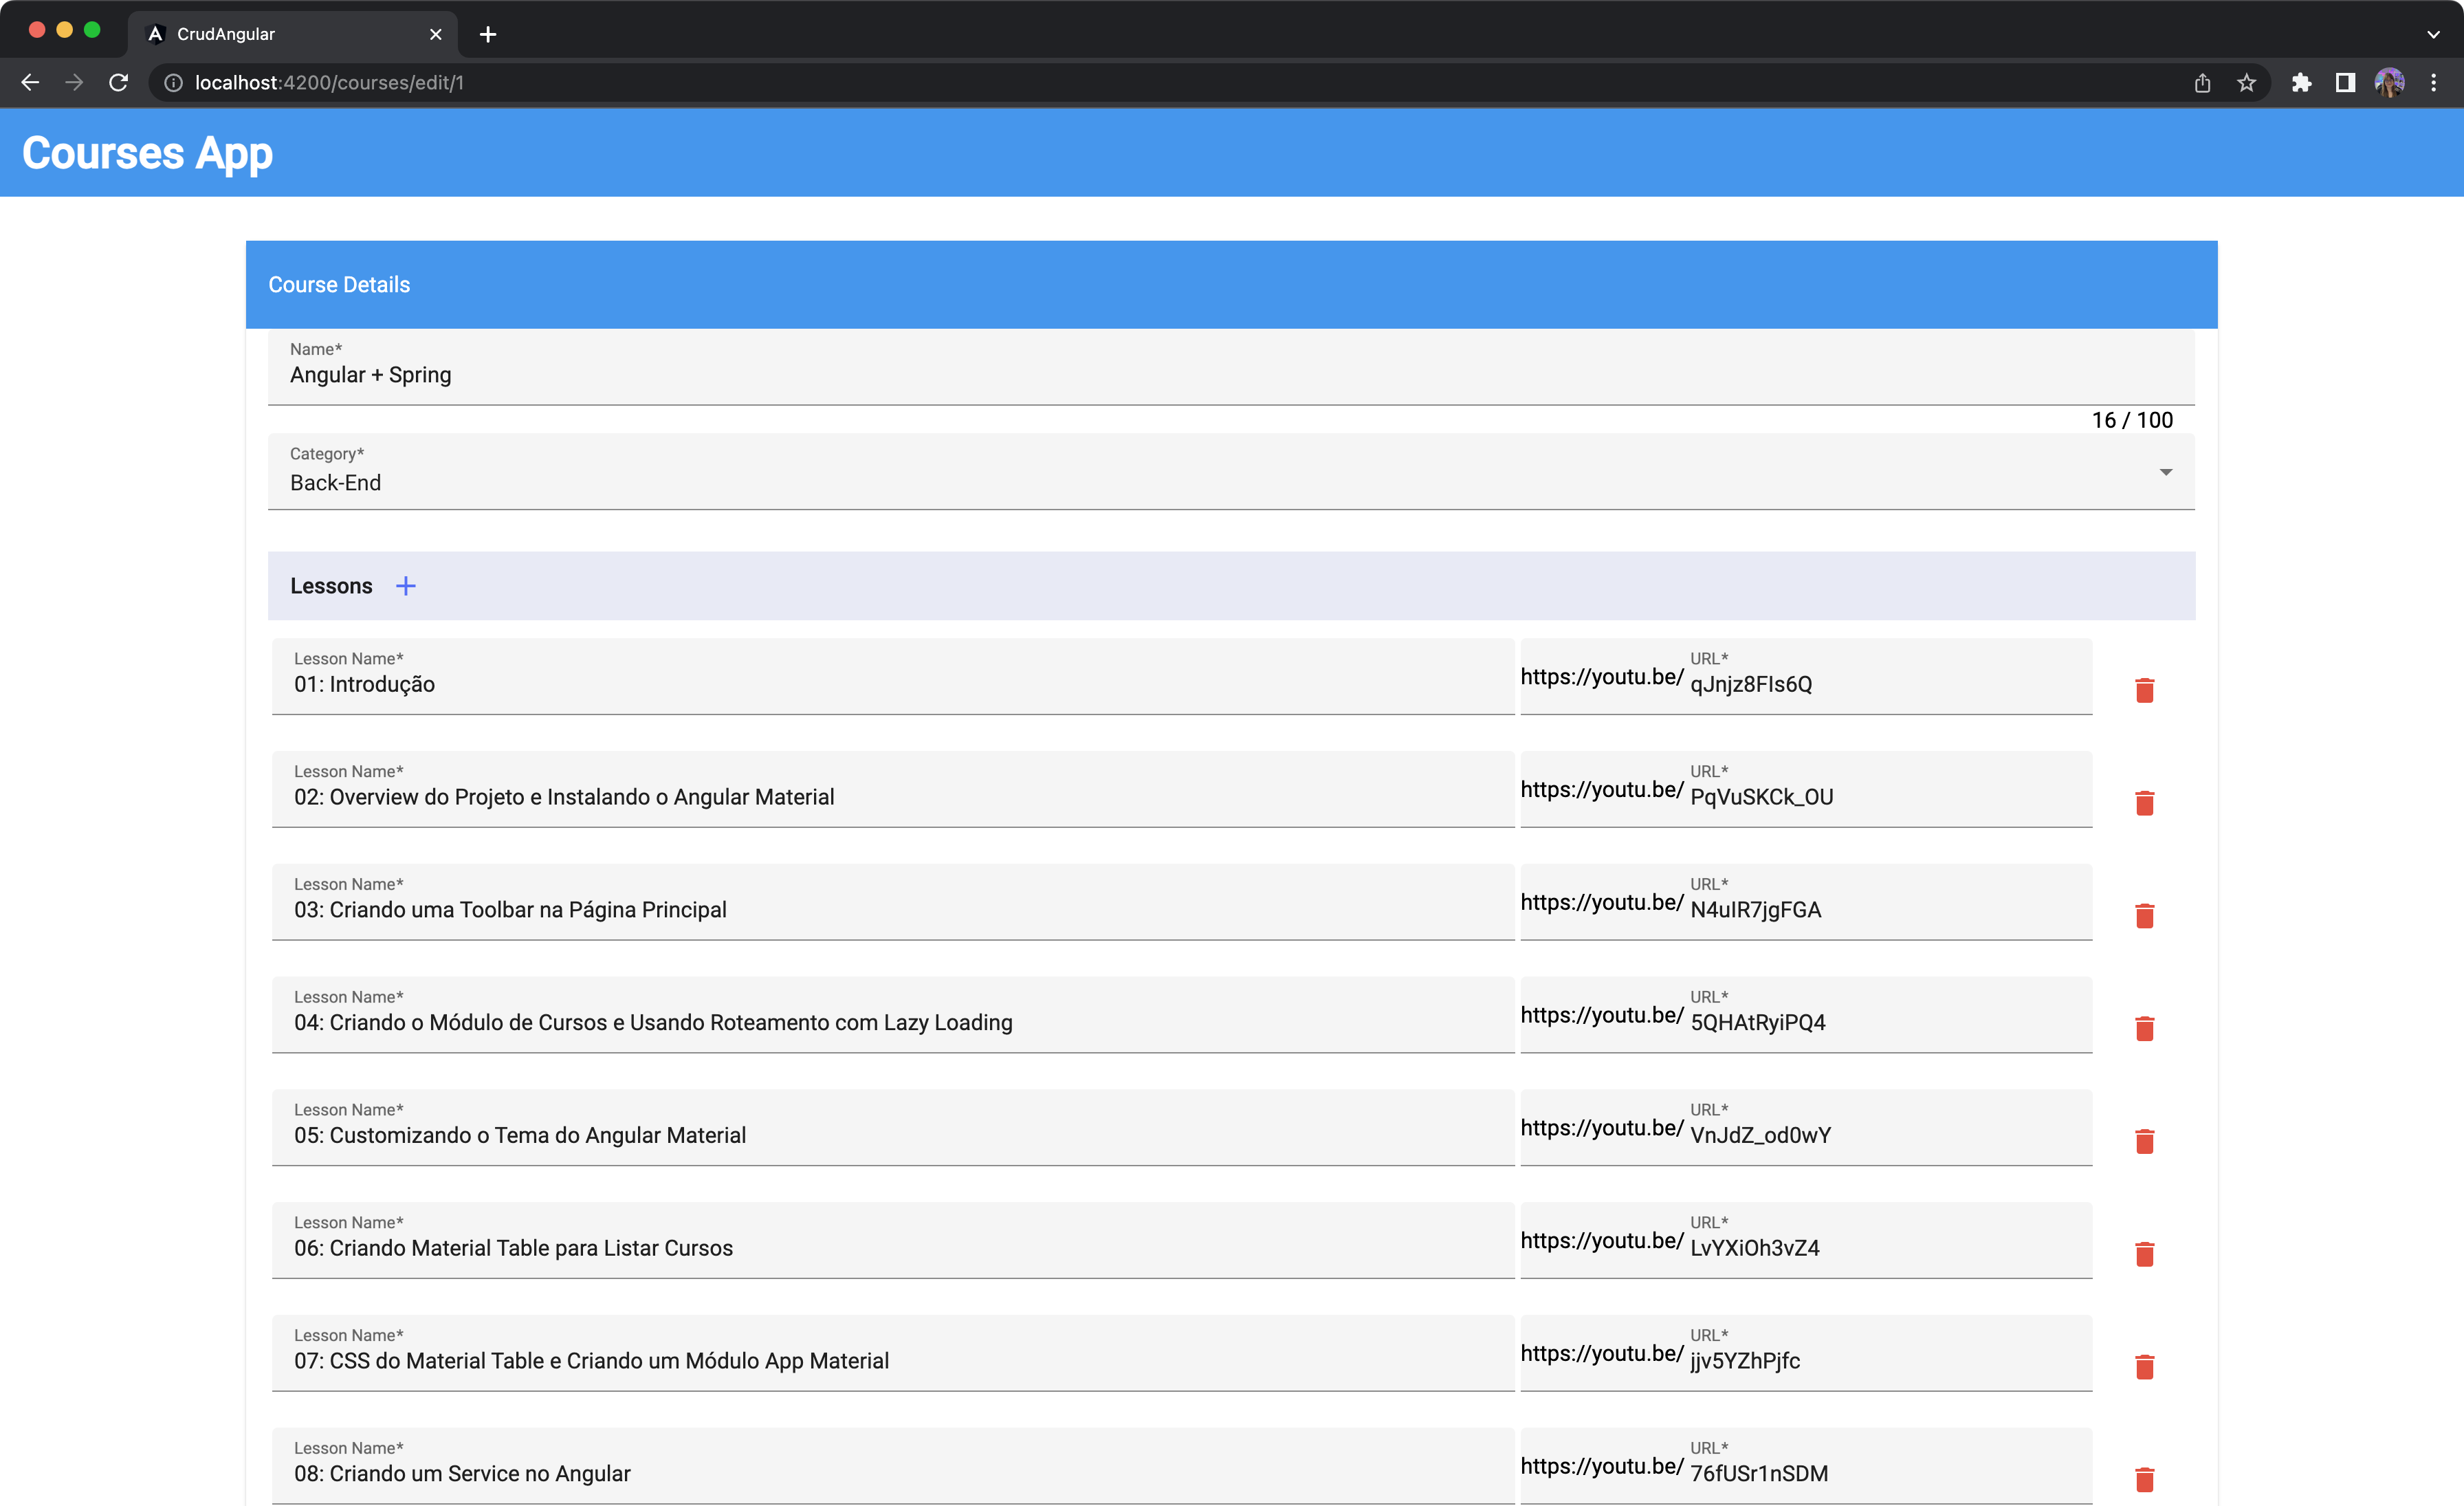 CrudAngular
localhost:4200/courses/edit/1
Courses App
Course Details
Name*
Angular + Spring
16 / 100
Category*
Back-End
Lessons
Lesson Name*
01: Introdução
https://youtu.be/
URL*
qJnjz8FIs6Q
Lesson Name*
02: Overview do Projeto e Instalando o Angular Material
https://youtu.be/
URL*
PqVuSKCk_OU
Lesson Name*
03: Criando uma Toolbar na Página Principal
https://youtu.be/
URL*
N4uIR7jgFGA
Lesson Name*
04: Criando o Módulo de Cursos e Usando Roteamento com Lazy Loading
https://youtu.be/
URL*
5QHAtRyiPQ4
Lesson Name*
05: Customizando o Tema do Angular Material
https://youtu.be/
URL*
VnJdZ_od0wY
Lesson Name*
06: Criando Material Table para Listar Cursos
https://youtu.be/
URL*
LvYXiOh3vZ4
Lesson Name*
07: CSS do Material Table e Criando um Módulo App Material
https://youtu.be/
URL*
jjv5YZhPjfc
Lesson Name*
08: Criando um Service no Angular
https://youtu.be/
URL*
76fUSr1nSDM